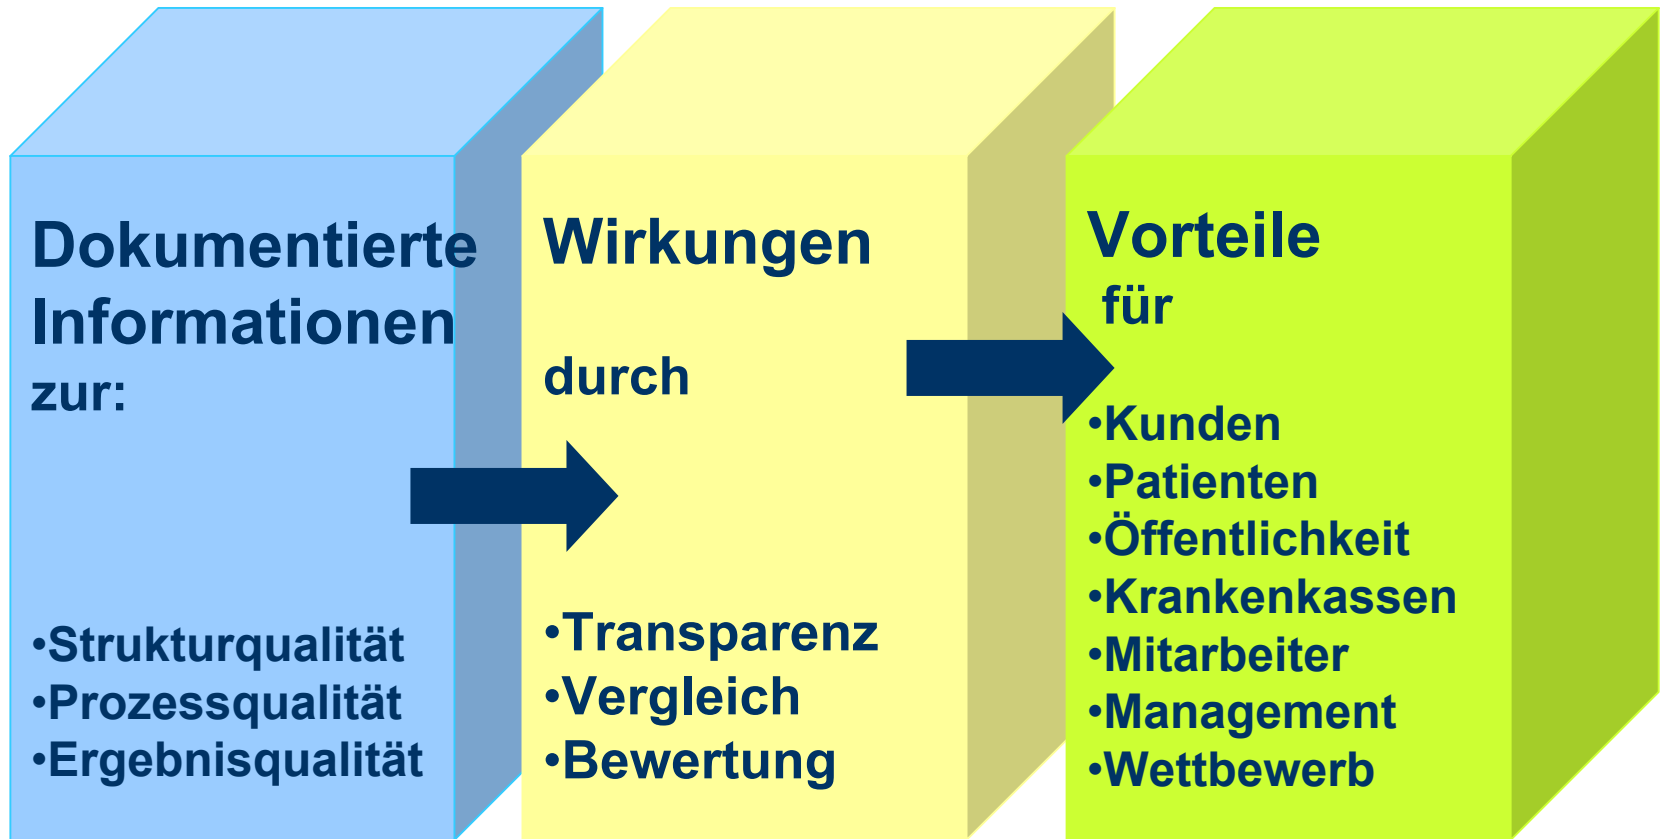 Dokumentierte
Informationen
zur:
•Strukturqualität
•Prozessqualität
•Ergebnisqualität
Wirkungen
durch
•Transparenz
•Vergleich
•Bewertung
Vorteile
für
•Kunden
•Patienten
•Öffentlichkeit
•Krankenkassen
•Mitarbeiter
•Management
•Wettbewerb